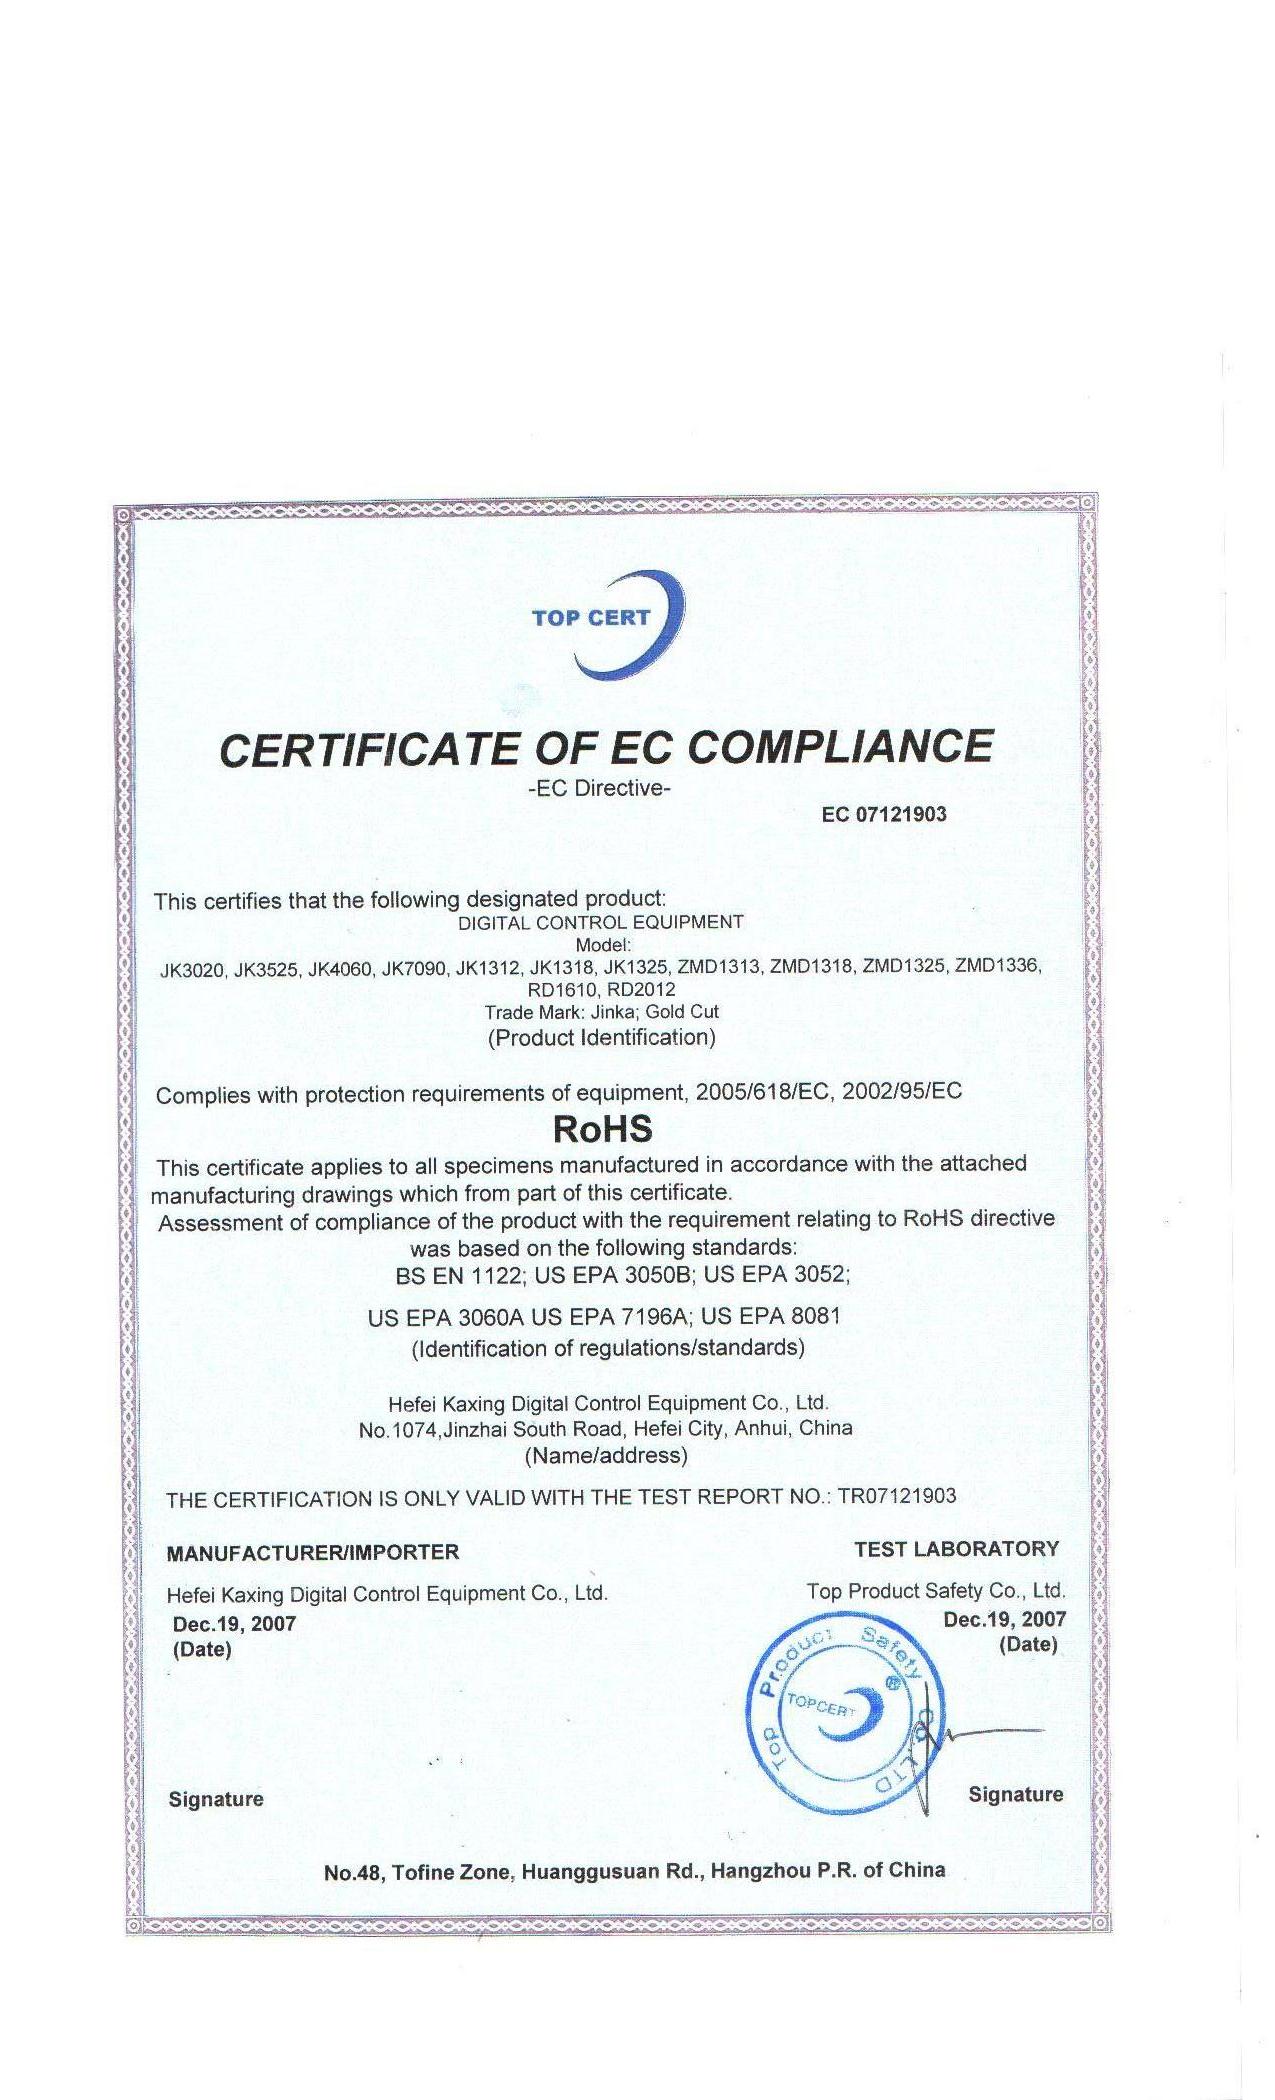 TOP CERT
CERTIFICATE OF EC COMPLIANCE
-EC Directive-
EC 07121903
This certifies that the following designated product:
DIGITAL CONTROL EQUIPMENT
Model:
JK3020, JK3525, JK4060, JK7090, JK1312, JK1318, JK1325, ZMD1313, ZMD1318, ZMD1325, ZMD1336,
RD1610, RD2012
Trade Mark: Jinka; Gold Cut
(Product Identification)
Complies with protection requirements of equipment, 2005/618/EC, 2002/95/EC
RoHS
This certificate applies to all specimens manufactured in accordance with the attached
manufacturing drawings which from part of this certificate.
Assessment of compliance of the product with the requirement relating to RoHS directive
was based on the following standards:
BS EN 1122; US EPA 3050B; US EPA 3052;
US EPA 3060A US EPA 7196A; US EPA 8081
(Identification of regulations/standards)
Hefei Kaxing Digital Control Equipment Co., Ltd.
No.1074,Jinzhai South Road, Hefei City, Anhui, China
(Name/address)
THE CERTIFICATION IS ONLY VALID WITH THE TEST REPORT NO.: TR07121903
MANUFACTURER/IMPORTER
Hefei Kaxing Digital Control Equipment Co., Ltd.
Dec.19, 2007
(Date)
Signature
TEST LABORATORY
Top Product Safety Co., Ltd.
Dec.19, 2007
(Date)
Top Product Safety Co.,LTD
TOPCERT ®
Signature
No.48, Tofine Zone, Huanggusuan Rd., Hangzhou P.R. of China